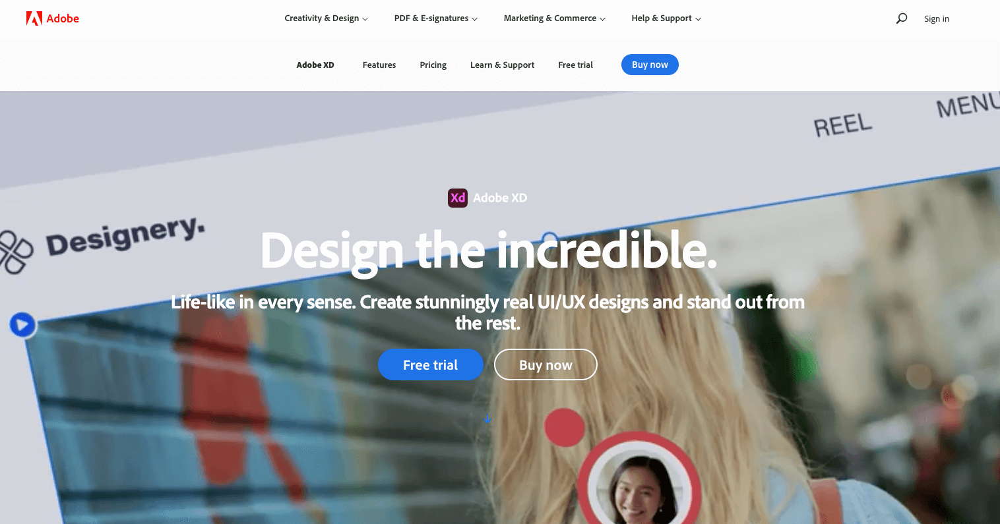 Adobe
Creativity & Design
PDF & E-signatures
Marketing & Commerce
Help & Support
Sign in
Adobe XD
Features
Pricing
Learn & Support
Free trial
Buy now
MENU
REEL
Xd Adobe XD
Designery.
Design the incredible.
Life-like in every sense. Create stunningly real UI/UX designs and stand out from
the rest.
Free trial
Buy now